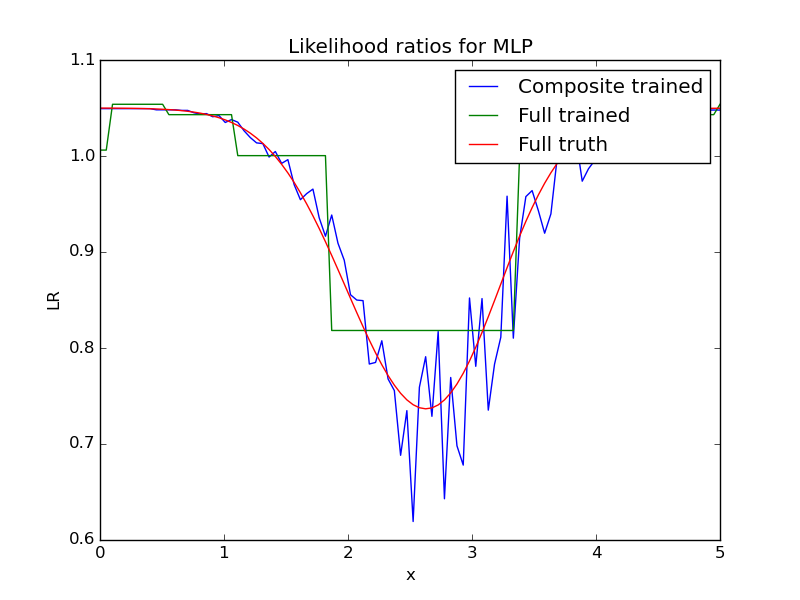 Likelihood ratios for MLP
1.1
1.0
0.9
0.8
0.7
0.6
LR
Composite trained
Full trained
Full truth
0 1 2 3 4 5
x